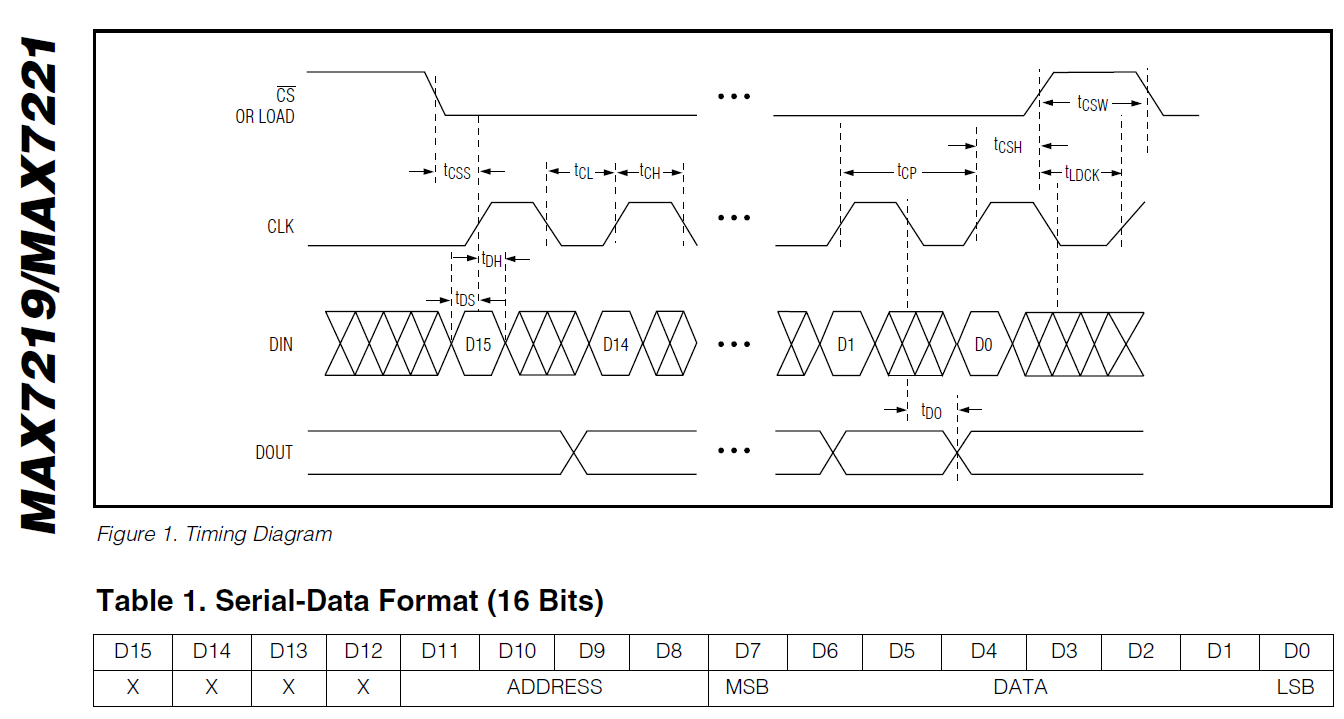 MAX7219/MAX7221
CS
OR LOAD
tCSW
tCSH
tCSS
tCL
tCH
tCP
tLDCK
CLK
tDH
tDS
DIN
D15
D14
D1
D0
tDO
DOUT
Figure 1. Timing Diagram
Table 1. Serial-Data Format (16 Bits)
D15 D14 D13 D12 D11 D10 D9 D8 D7 D6 D5 D4 D3 D2 D1 D0
X X X X ADDRESS MSB DATA LSB